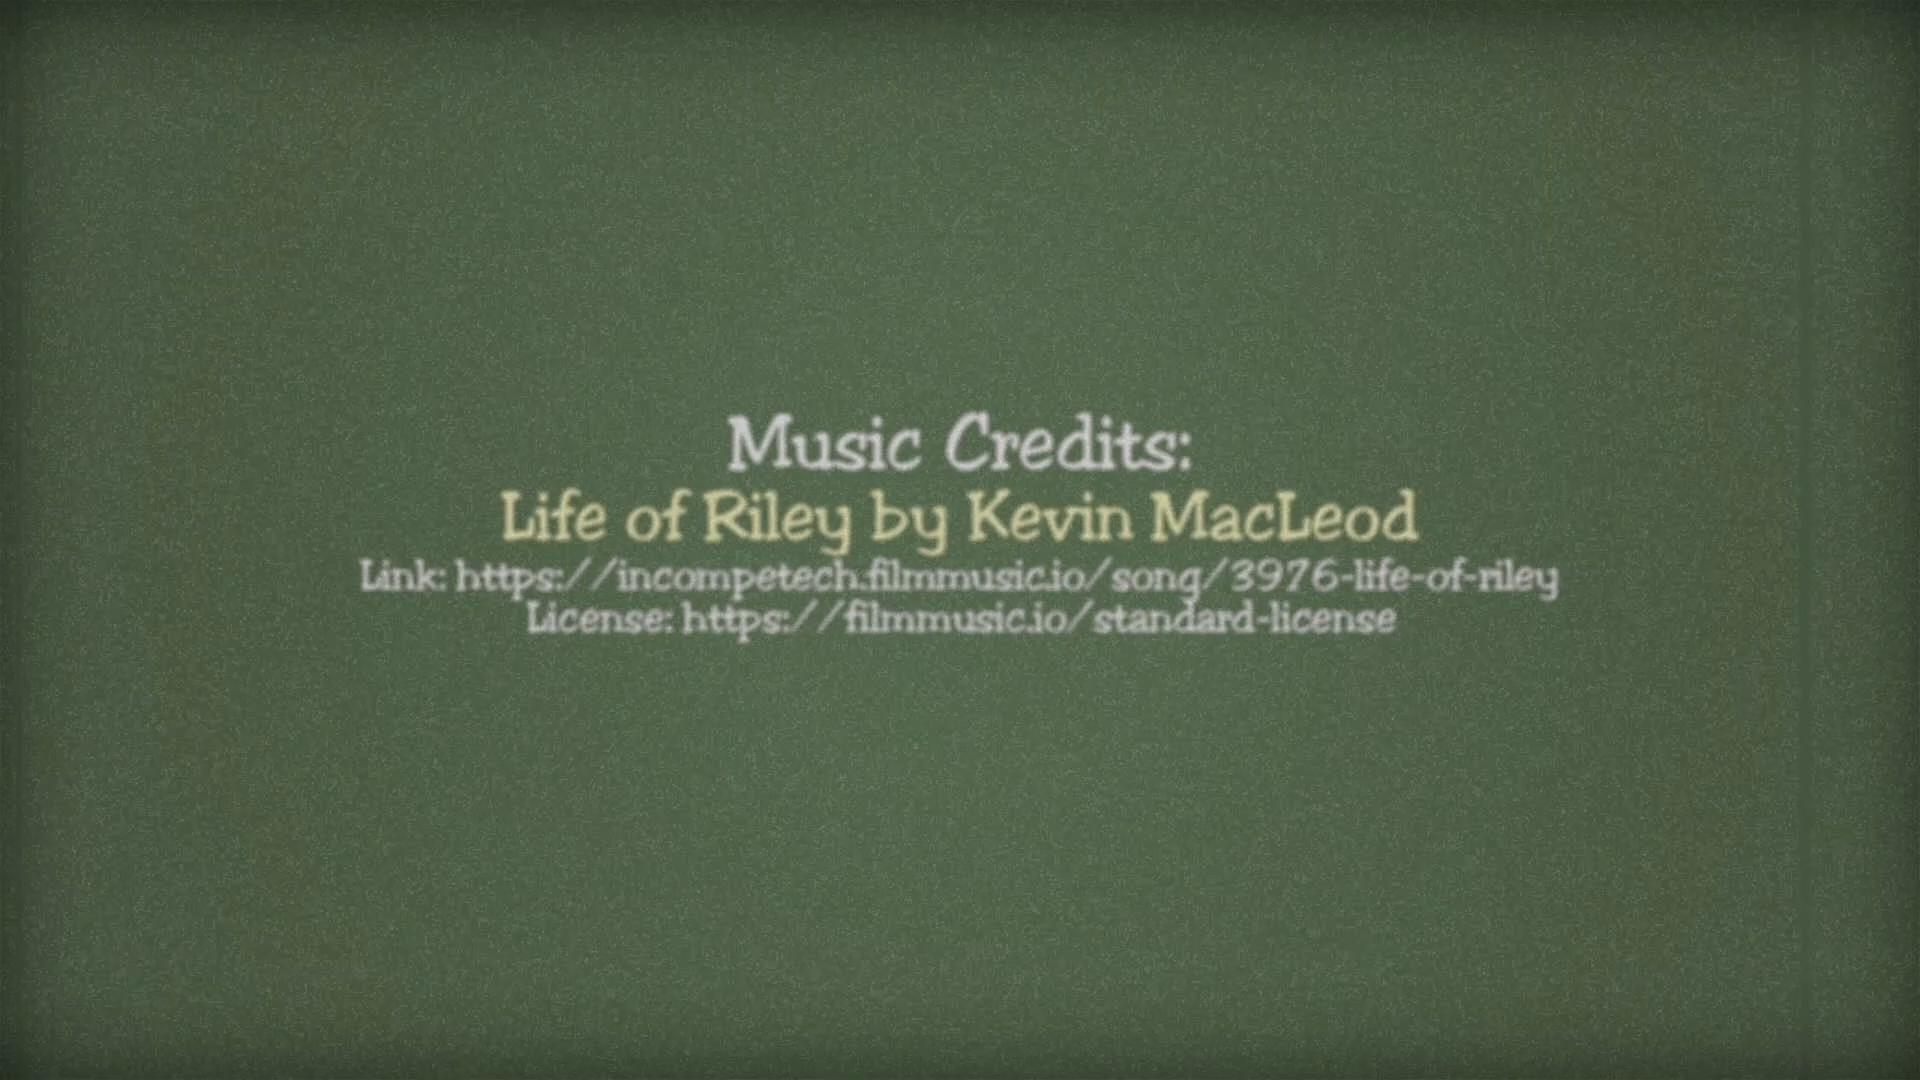 Music Credits:
Life of Riley by Kevin MacLeod
Link: https://incompetech.filmmusic.io/song/3976-life-of-riley
License: https://filmmusic.io/standard-license